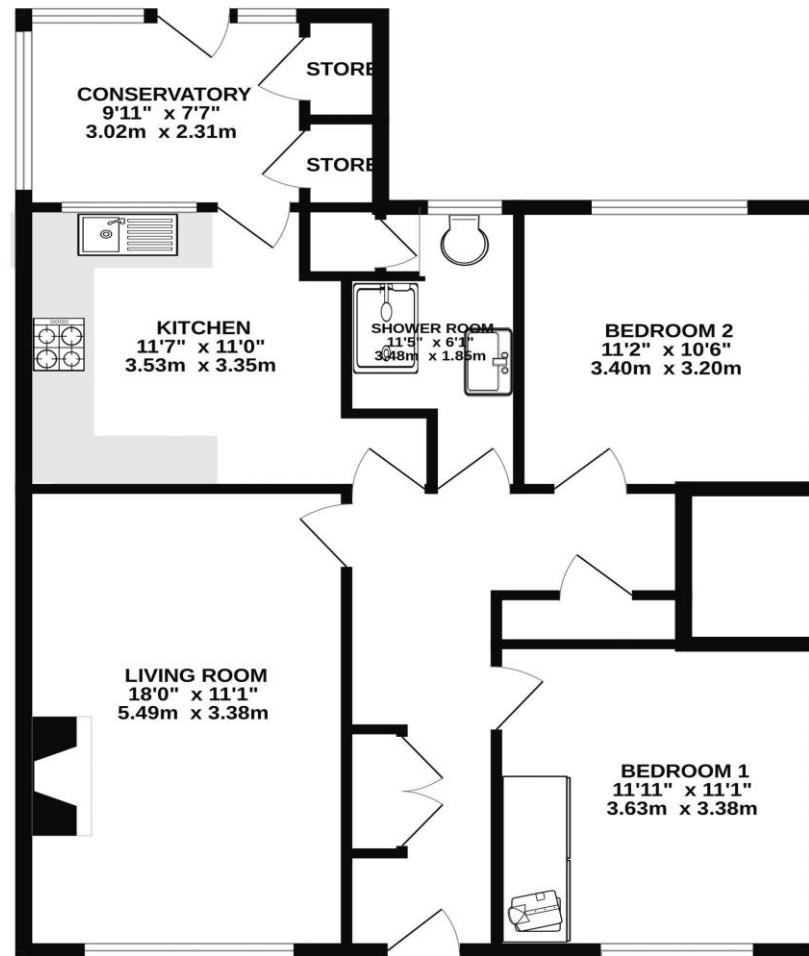 STORE
CONSERVATORY
9'11" x 7'7"
3.02m x 2.31m
STORE
KITCHEN
11'7" x 11'0"
3.53m x 3.35m
SHOWER ROOM
11'5" x 6'1"
3.48m x 1.85m
BEDROOM 2
11'2" x 10'6"
3.40m x 3.20m
LIVING ROOM
18'0" x 11'1"
5.49m x 3.38m
BEDROOM 1
11'11" x 11'1"
3.63m x 3.38m